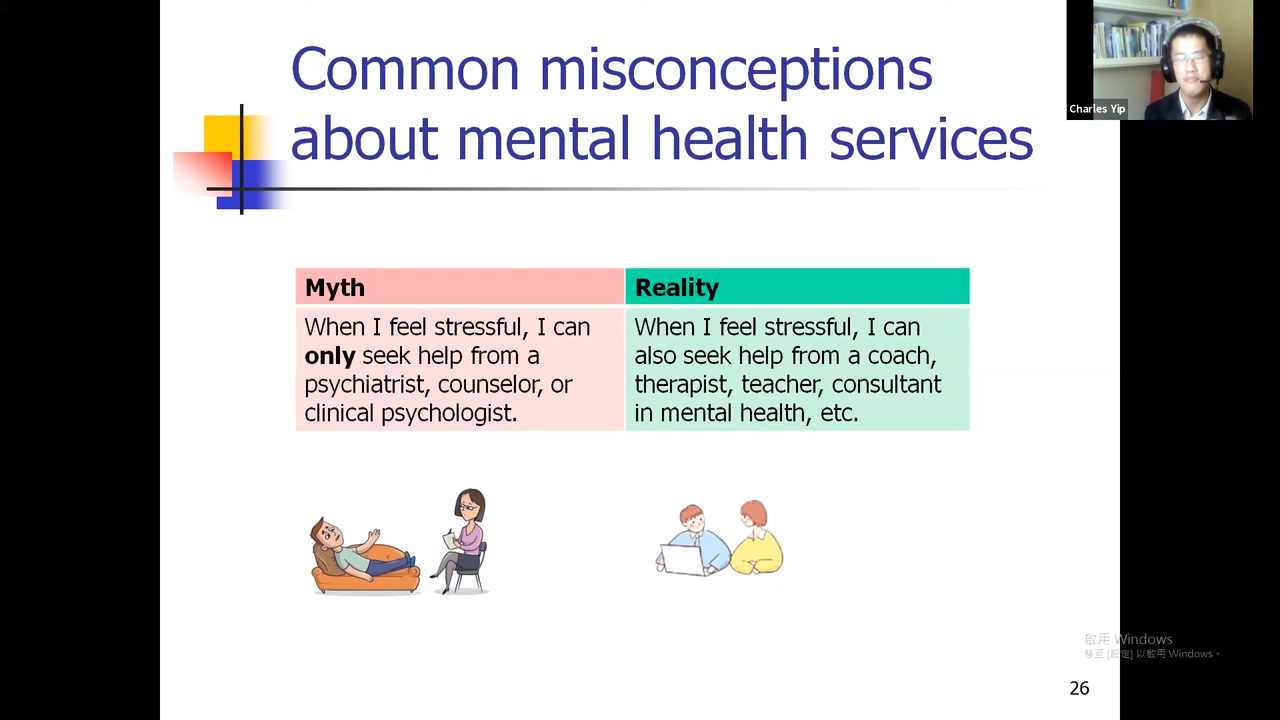 Common misconceptions
about mental health services
Charles Yip
Myth
Reality
When I feel stressful, I can
only seek help from a
psychiatrist, counselor, or
clinical psychologist.
When I feel stressful, I can
also seek help from a coach,
therapist, teacher, consultant
in mental health, etc.
啟用 Windows
移至 [設定] 以啟用 Windows。
26